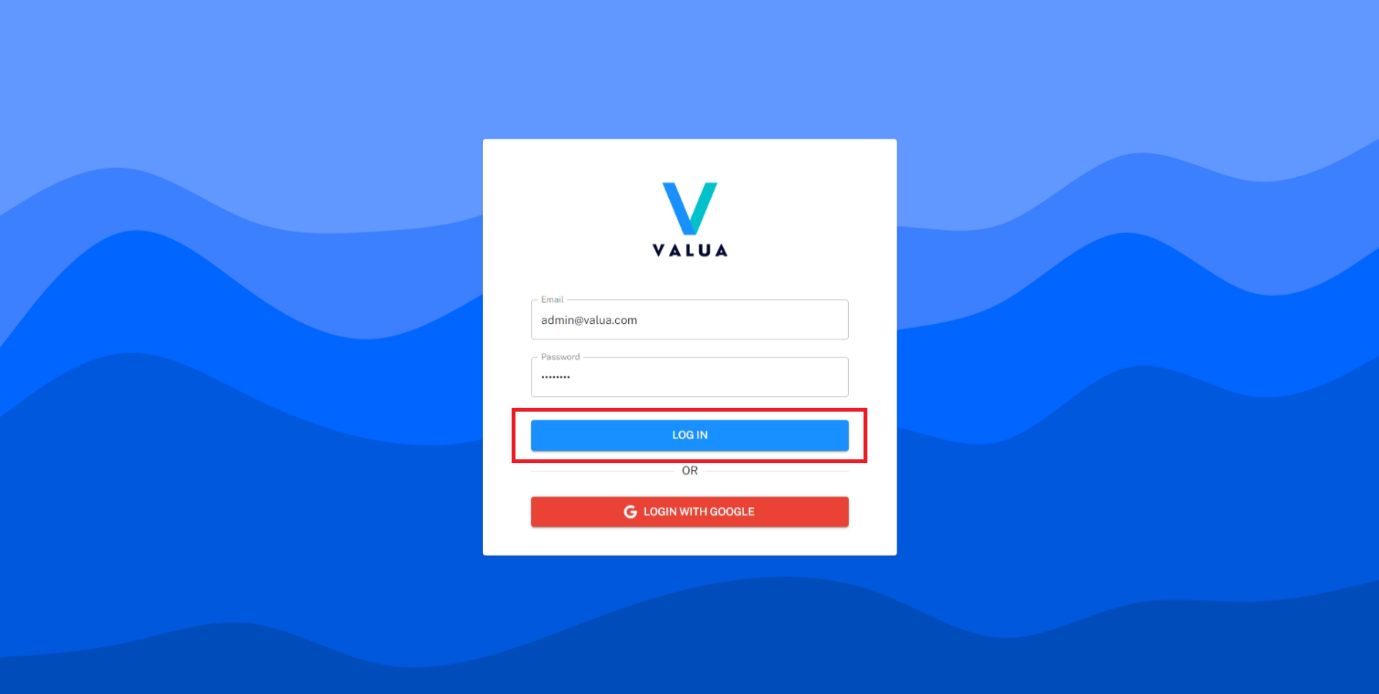 VALUA
Email
admin@valua.com
Password
••••••••
LOG IN
OR
LOGIN WITH GOOGLE